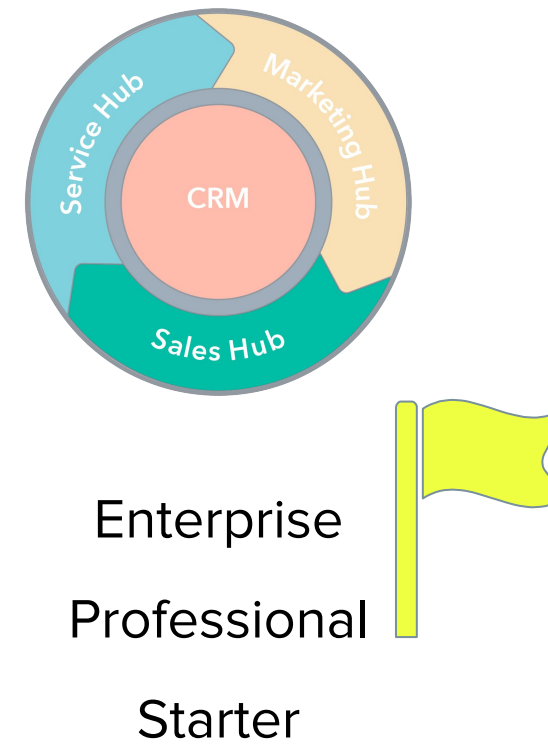 Service Hub
Marketing Hub
CRM
Sales Hub
Enterprise
Professional
Starter